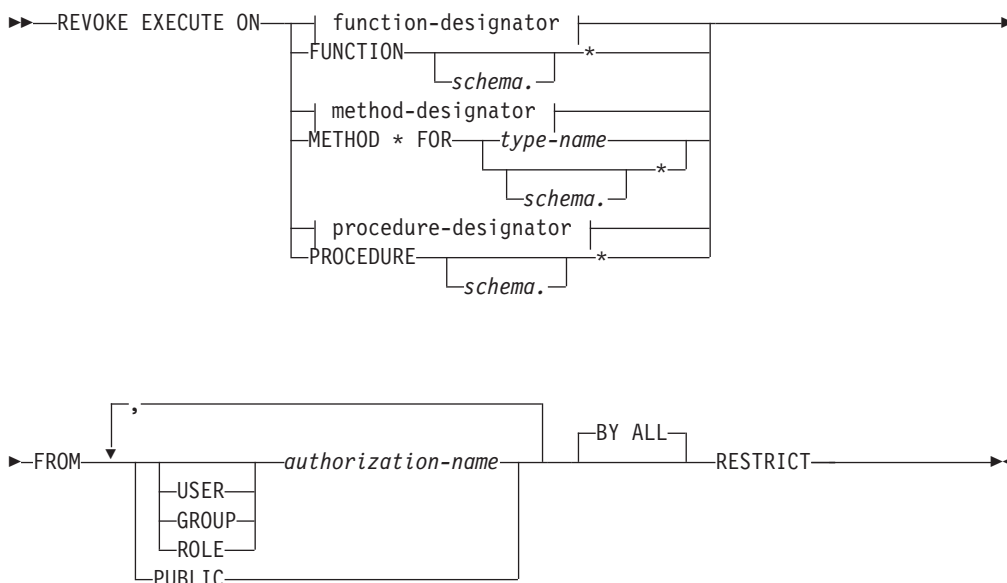 REVOKE EXECUTE ON function-designator
FUNCTION *
schema.
method-designator
METHOD * FOR type-name
*
schema.
procedure-designator
PROCEDURE *
schema.
,
BY ALL
FROM authorization-name RESTRICT
USER
GROUP
ROLE
PUBLIC